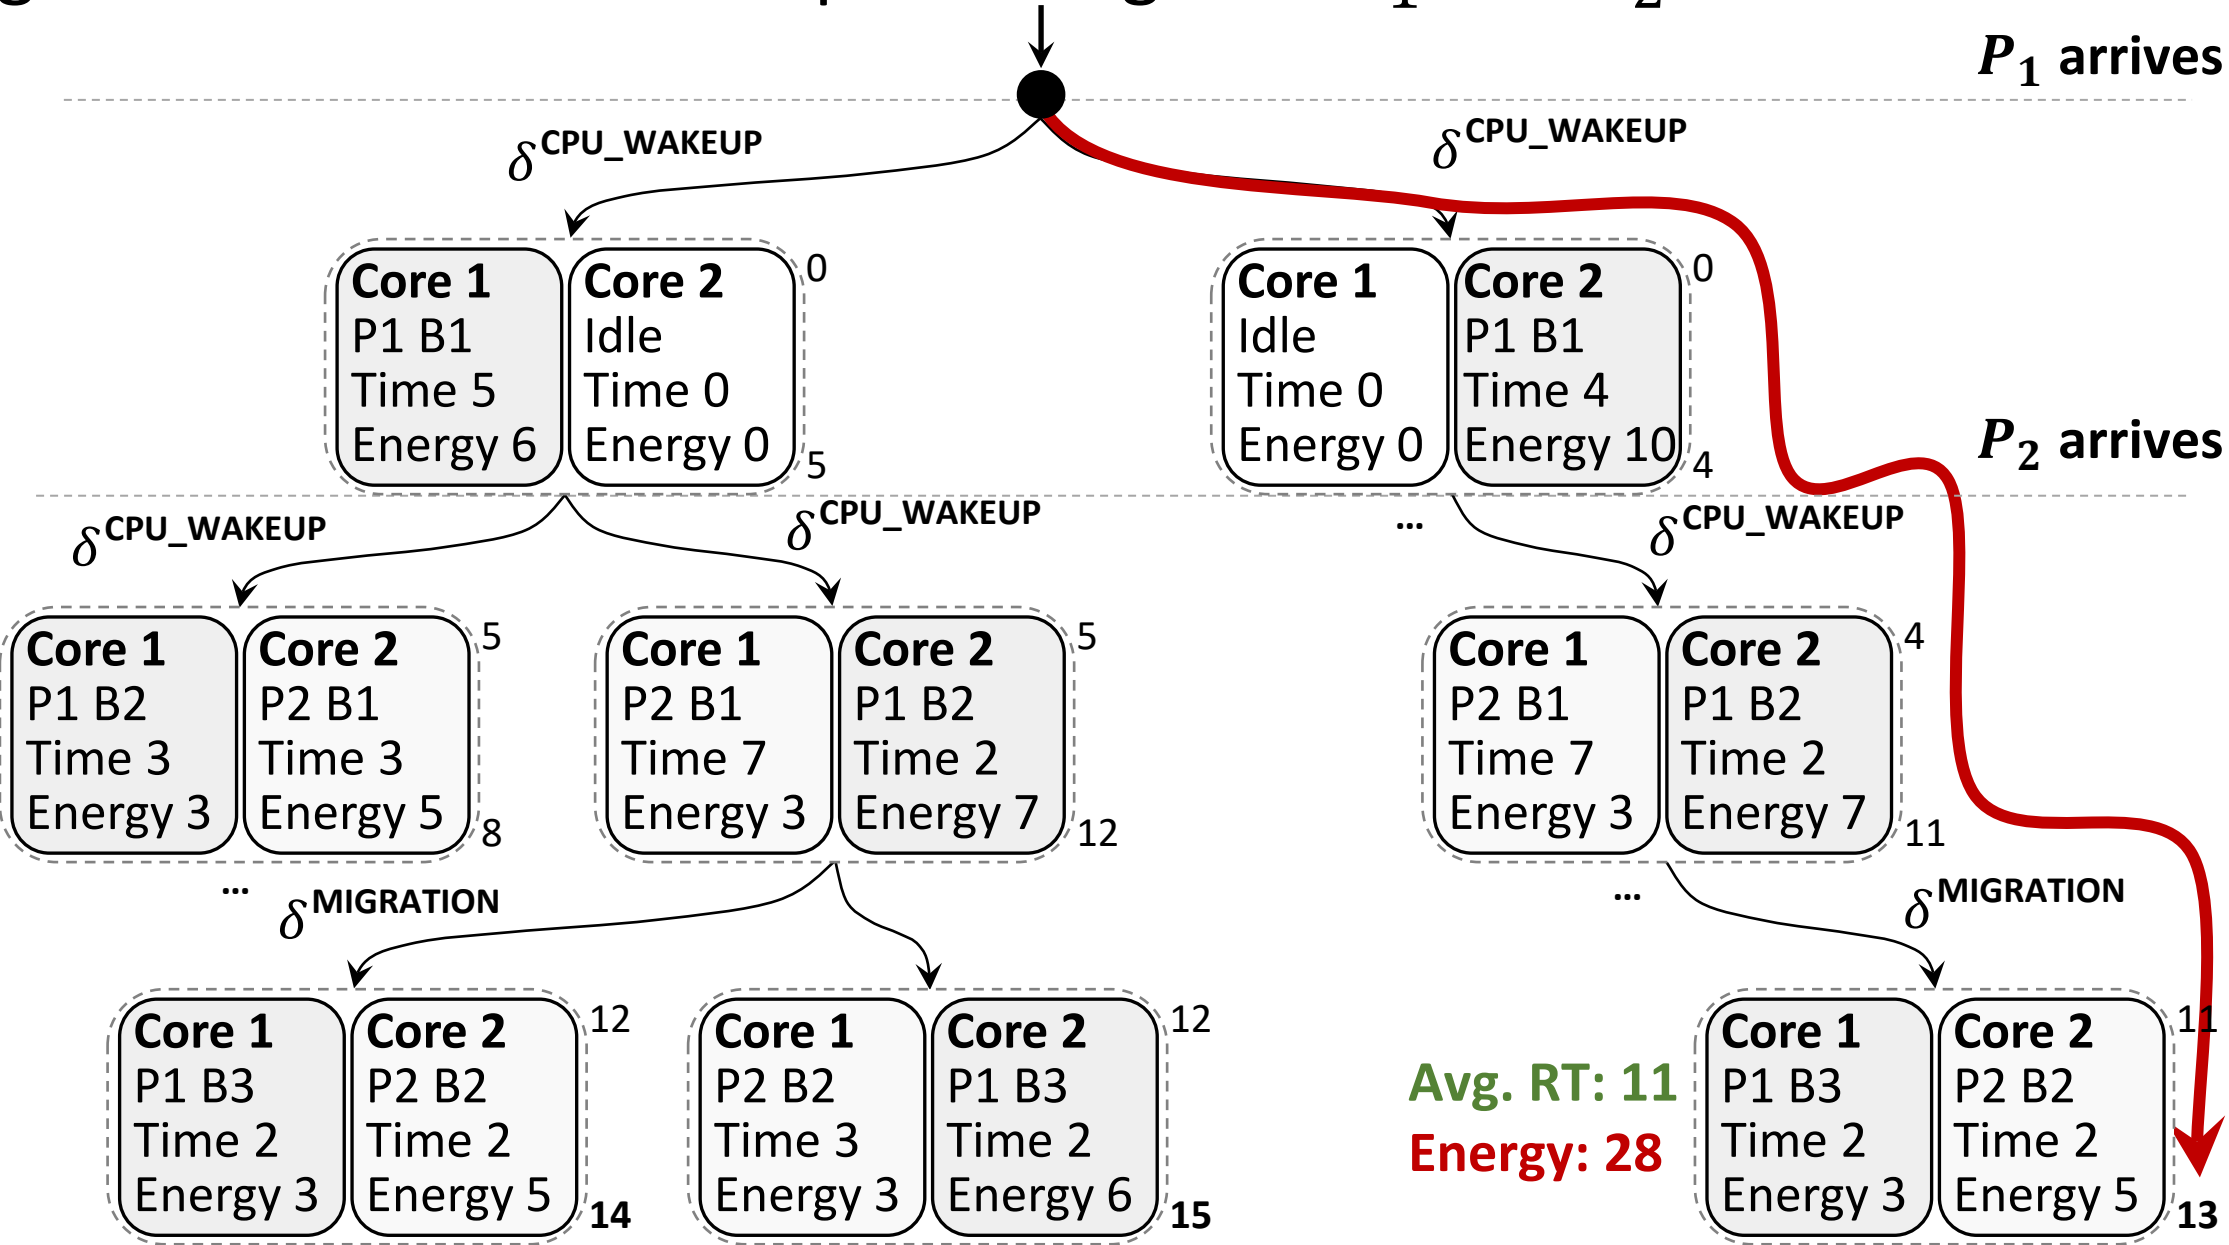 P₁ arrives
δ^CPU_WAKEUP
δ^CPU_WAKEUP
Core 1
P1 B1
Time 5
Energy 6
Core 2
Idle
Time 0
Energy 0
0
5
Core 1
Idle
Time 0
Energy 0
Core 2
P1 B1
Time 4
Energy 10
0
4
P₂ arrives
δ^CPU_WAKEUP
δ^CPU_WAKEUP
...
δ^CPU_WAKEUP
Core 1
P1 B2
Time 3
Energy 3
Core 2
P2 B1
Time 3
Energy 5
5
8
Core 1
P2 B1
Time 7
Energy 3
Core 2
P1 B2
Time 2
Energy 7
5
12
Core 1
P2 B1
Time 7
Energy 3
Core 2
P1 B2
Time 2
Energy 7
4
11
...
δ^MIGRATION
...
δ^MIGRATION
Core 1
P1 B3
Time 2
Energy 3
Core 2
P2 B2
Time 2
Energy 5
12
14
Core 1
P2 B2
Time 3
Energy 3
Core 2
P1 B3
Time 2
Energy 6
12
15
Avg. RT: 11
Energy: 28
Core 1
P1 B3
Time 2
Energy 3
Core 2
P2 B2
Time 2
Energy 5
11
13